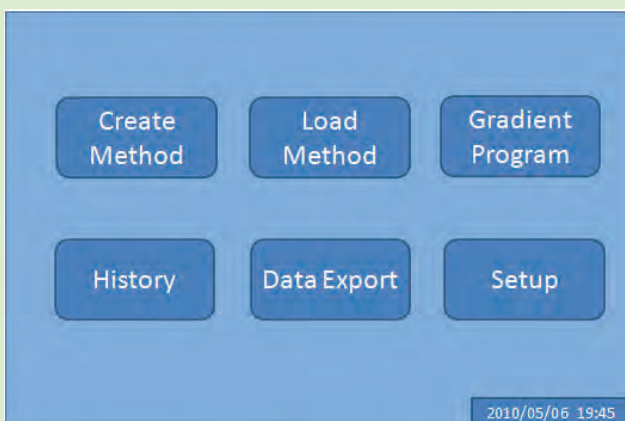 Create
Method
Load
Method
Gradient
Program
History
Data Export
Setup
2010/05/06 19:45